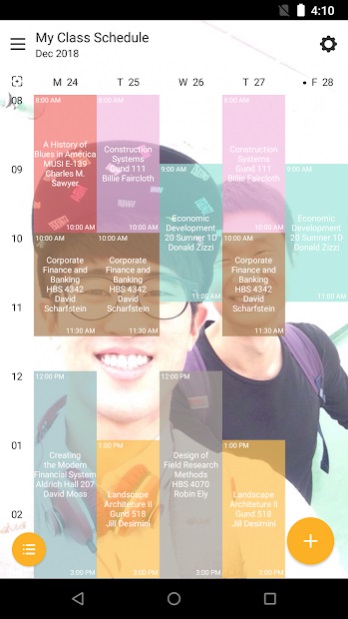 4:10
My Class Schedule
Dec 2018
M 24
T 25
W 26
T 27
• F 28
08
09
10
11
12
01
02
8:00 AM
A History of
Blues in America
MUSI E-139
Charles M.
Sawyer
10:00 AM
10:00 AM
Corporate
Finance and
Banking
HBS 4342
David
Scharfstein
11:30 AM
12:00 PM
Creating
the Modern
Financial System
Aldrich Hall 207
David Moss
3:00 PM
8:00 AM
Construction
Systems
Gund 111
Billie Faircloth
10:00 AM
10:00 AM
Corporate
Finance and
Banking
HBS 4342
David
Scharfstein
11:30 AM
1:00 PM
Landscape
Architeture II
Gund 518
Jill Desimini
3:00 PM
9:00 AM
Economic
Development
20 Sumner 1D
Donald Zizzi
11:00 AM
12:00 PM
Design of
Field Research
Methods
HBS 4070
Robin Ely
3:00 PM
8:00 AM
Construction
Systems
Gund 111
Billie Faircloth
10:00 AM
10:00 AM
Corporate
Finance and
Banking
HBS 4342
David
Scharfstein
11:30 AM
1:00 PM
Landscape
Architeture II
Gund 518
Jill Desimini
3:00 PM
9:00 AM
Economic
Development
20 Sumner 1D
Donald Zizzi
11:00 AM